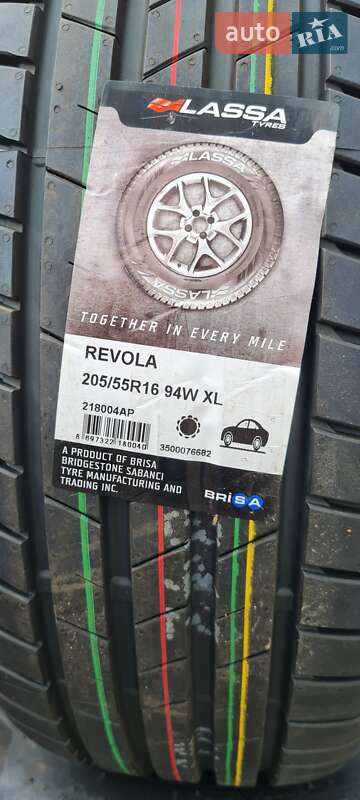 auto RIA .com
LASSA
TYRES
LASSA
LASSA
TOGETHER IN EVERY MILE
REVOLA
205/55R16 94W XL
218004AP
8 697322 180040
3500076682
A PRODUCT OF BRISA
BRIDGESTONE SABANCI
TYRE MANUFACTURING AND
TRADING INC.
BRiSA